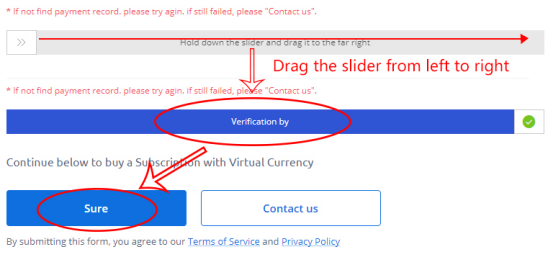 * If not find payment record. please try agin. if still failed, please "Contact us".
Hold down the slider and drag it to the far right
Drag the slider from left to right
* If not find payment record. please try agin. if still failed, please "Contact us".
Verification by
Continue below to buy a Subscription with Virtual Currency
Sure
Contact us
By submitting this form, you agree to our Terms of Service and Privacy Policy